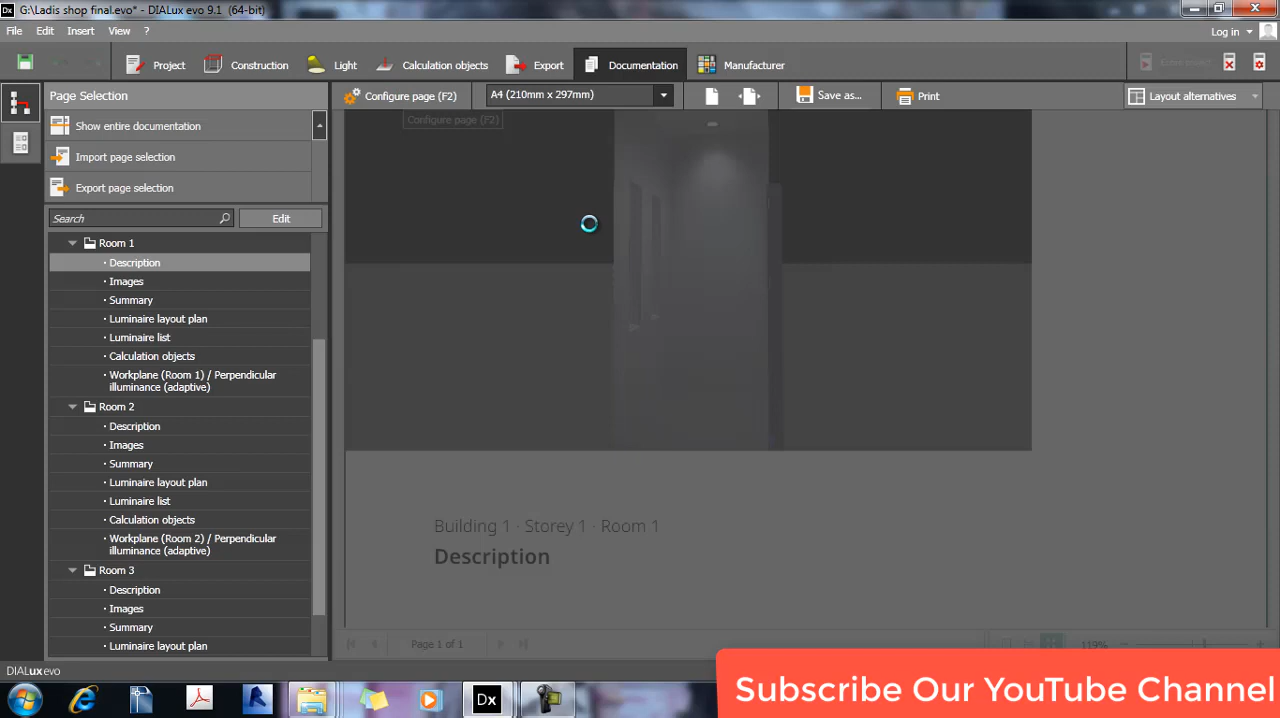 G:\Ladis shop final.evo* - DIALux evo 9.1 (64-bit)
File Edit Insert View ?
Log in
Project Construction Light Calculation objects Export Documentation Manufacturer
Page Selection
Configure page (F2)
A4 (210mm x 297mm)
Save as...
Print
Layout alternatives
Configure page (F2)
Show entire documentation
Import page selection
Export page selection
Search
Edit
Room 1
Description
Images
Summary
Luminaire layout plan
Luminaire list
Calculation objects
Workplane (Room 1) / Perpendicular
illuminance (adaptive)
Room 2
Description
Images
Summary
Luminaire layout plan
Luminaire list
Calculation objects
Workplane (Room 2) / Perpendicular
illuminance (adaptive)
Room 3
Description
Images
Summary
Luminaire layout plan
Building 1 · Storey 1 · Room 1
Description
Page 1 of 1
119%
DIALux evo
Subscribe Our YouTube Channel